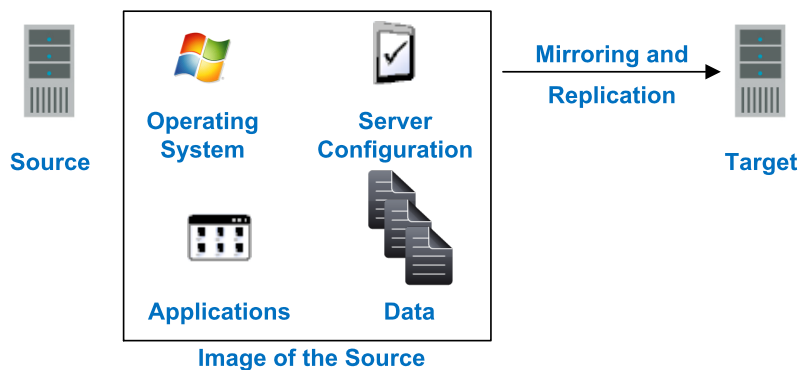 Mirroring and
Replication
Operating
System
Server
Configuration
Source
Target
Applications
Data
Image of the Source